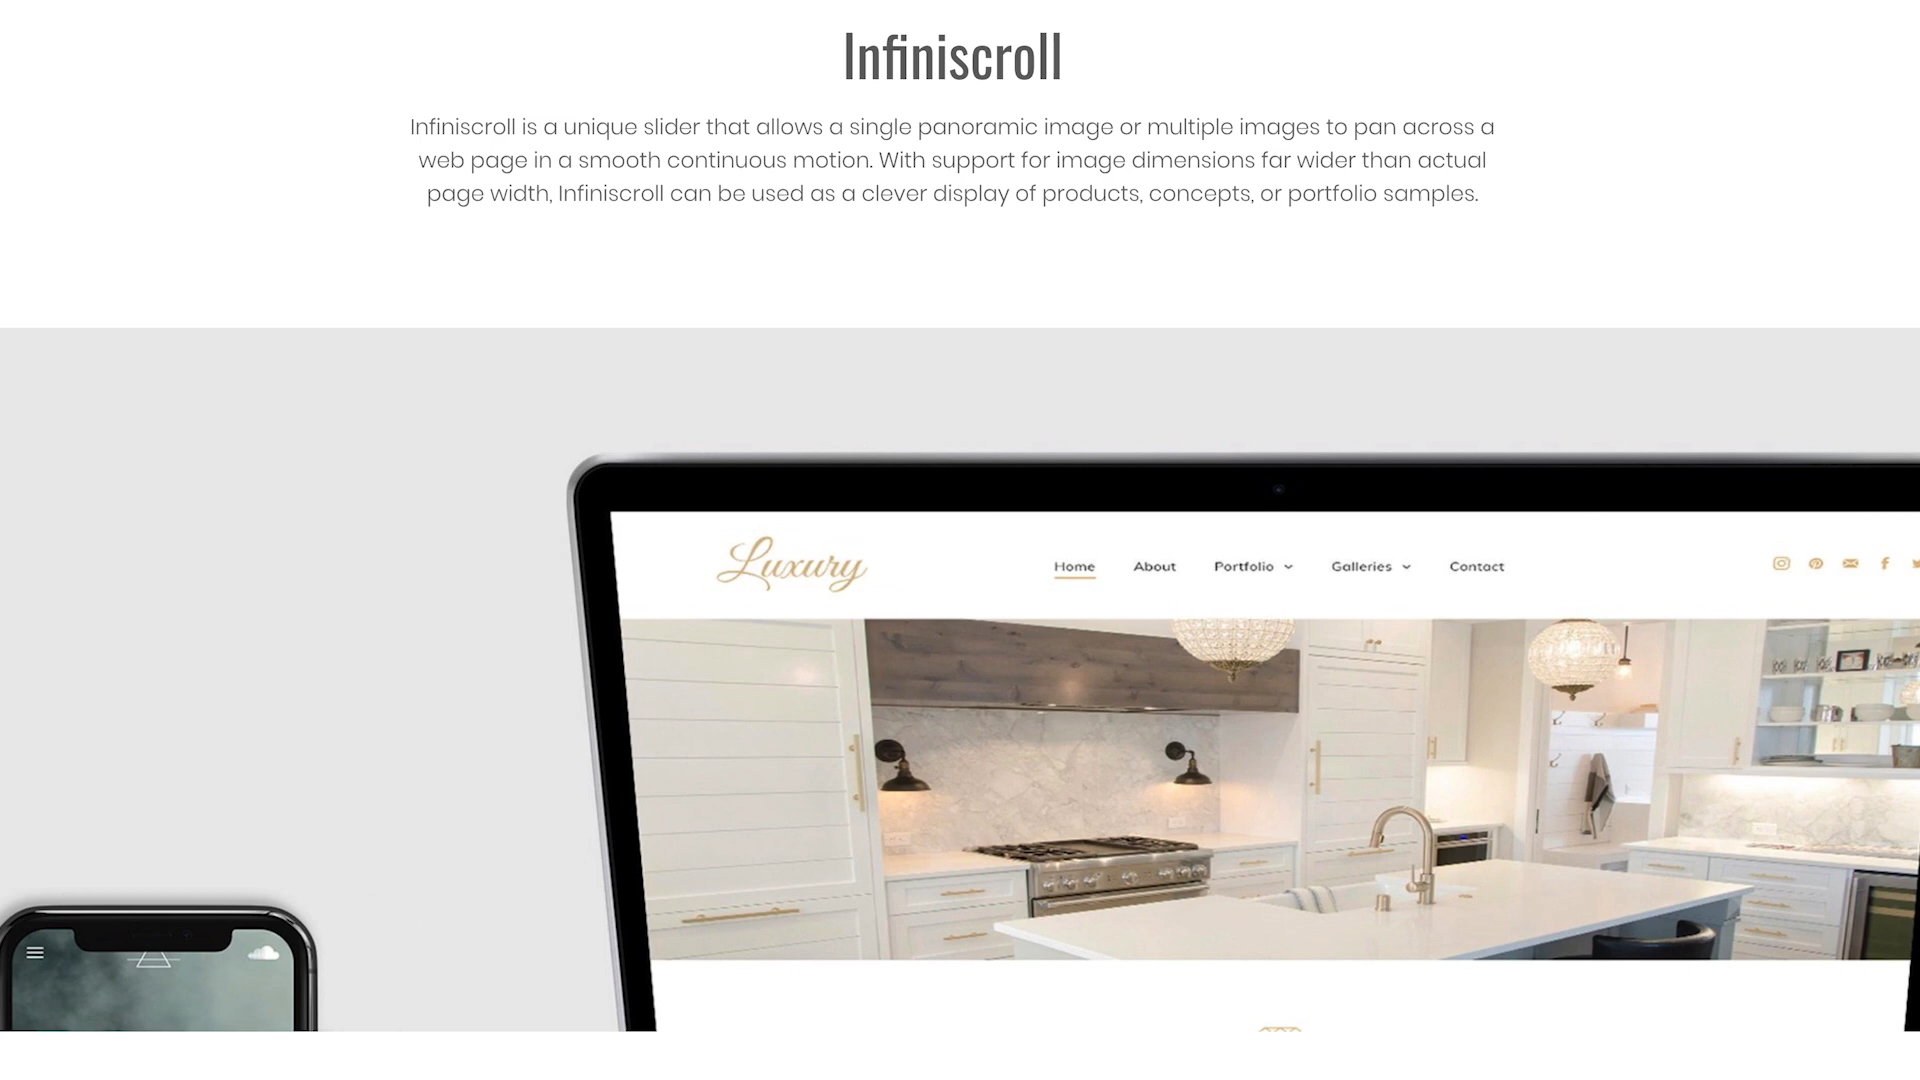 Infiniscroll
Infiniscroll is a unique slider that allows a single panoramic image or multiple images to pan across a
web page in a smooth continuous motion. With support for image dimensions far wider than actual
page width, Infiniscroll can be used as a clever display of products, concepts, or portfolio samples.
Luxury
Home About Portfolio Galleries Contact